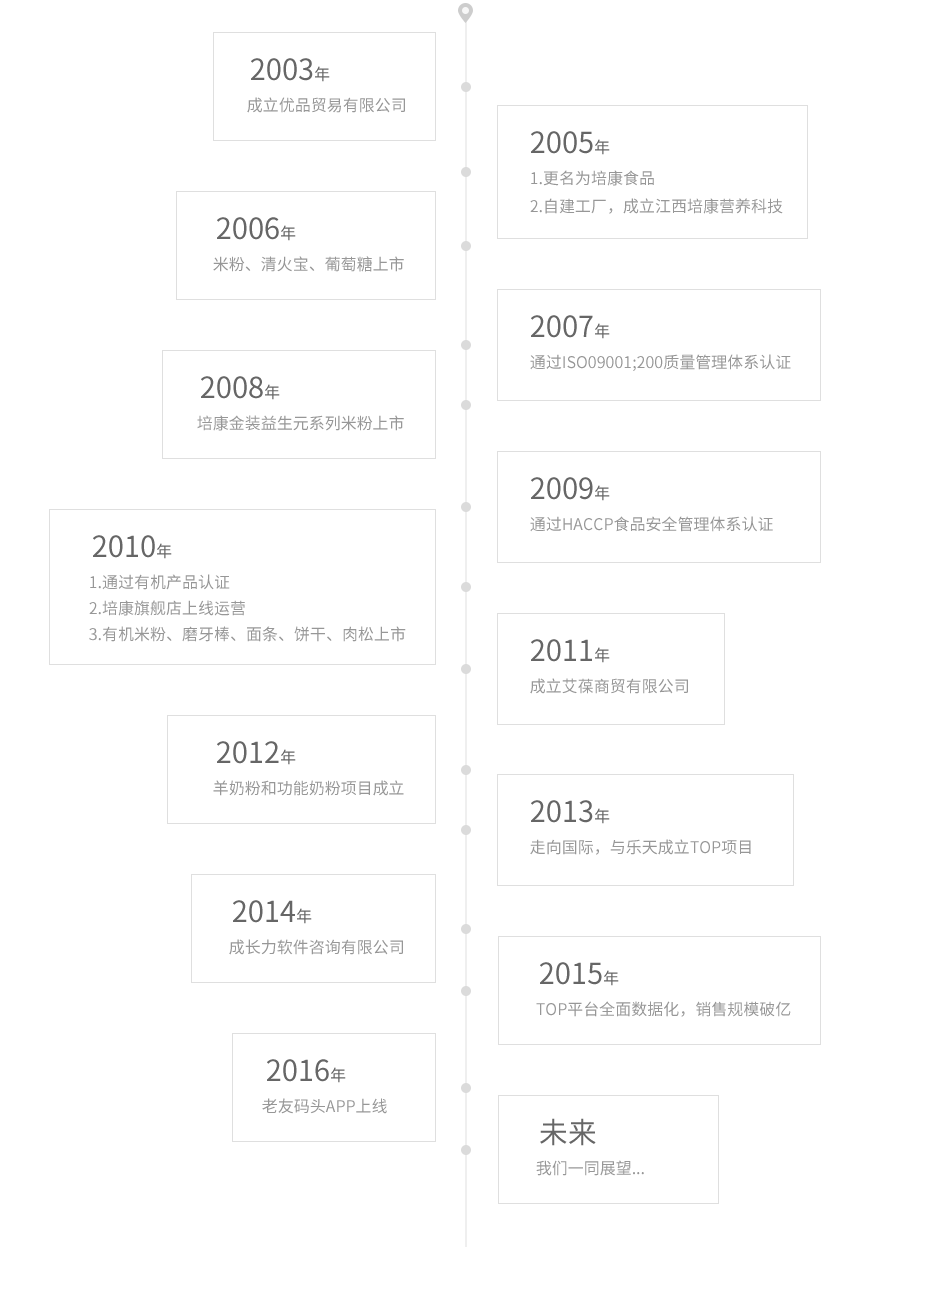 2003年
成立优品贸易有限公司
2005年
1.更名为培康食品
2.自建工厂，成立江西培康营养科技
2006年
米粉、清火宝、葡萄糖上市
2007年
通过ISO09001;200质量管理体系认证
2008年
培康金装益生元系列米粉上市
2009年
通过HACCP食品安全管理体系认证
2010年
1.通过有机产品认证
2.培康旗舰店上线运营
3.有机米粉、磨牙棒、面条、饼干、肉松上市
2011年
成立艾葆商贸有限公司
2012年
羊奶粉和功能奶粉项目成立
2013年
走向国际，与乐天成立TOP项目
2014年
成长力软件咨询有限公司
2015年
TOP平台全面数据化，销售规模破亿
2016年
老友码头APP上线
未来
我们一同展望...